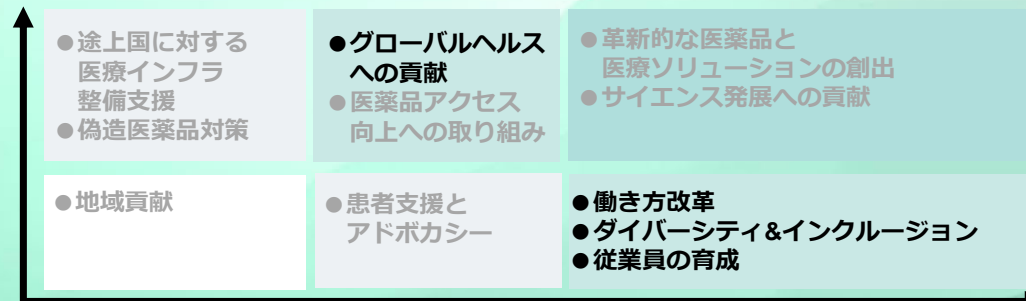 ●途上国に対する
医療インフラ
整備支援
●偽造医薬品対策
●グローバルヘルス
への貢献
●医薬品アクセス
向上への取り組み
●革新的な医薬品と
医療ソリューションの創出
●サイエンス発展への貢献
●地域貢献
●患者支援と
アドボカシー
●働き方改革
●ダイバーシティ&インクルージョン
●従業員の育成